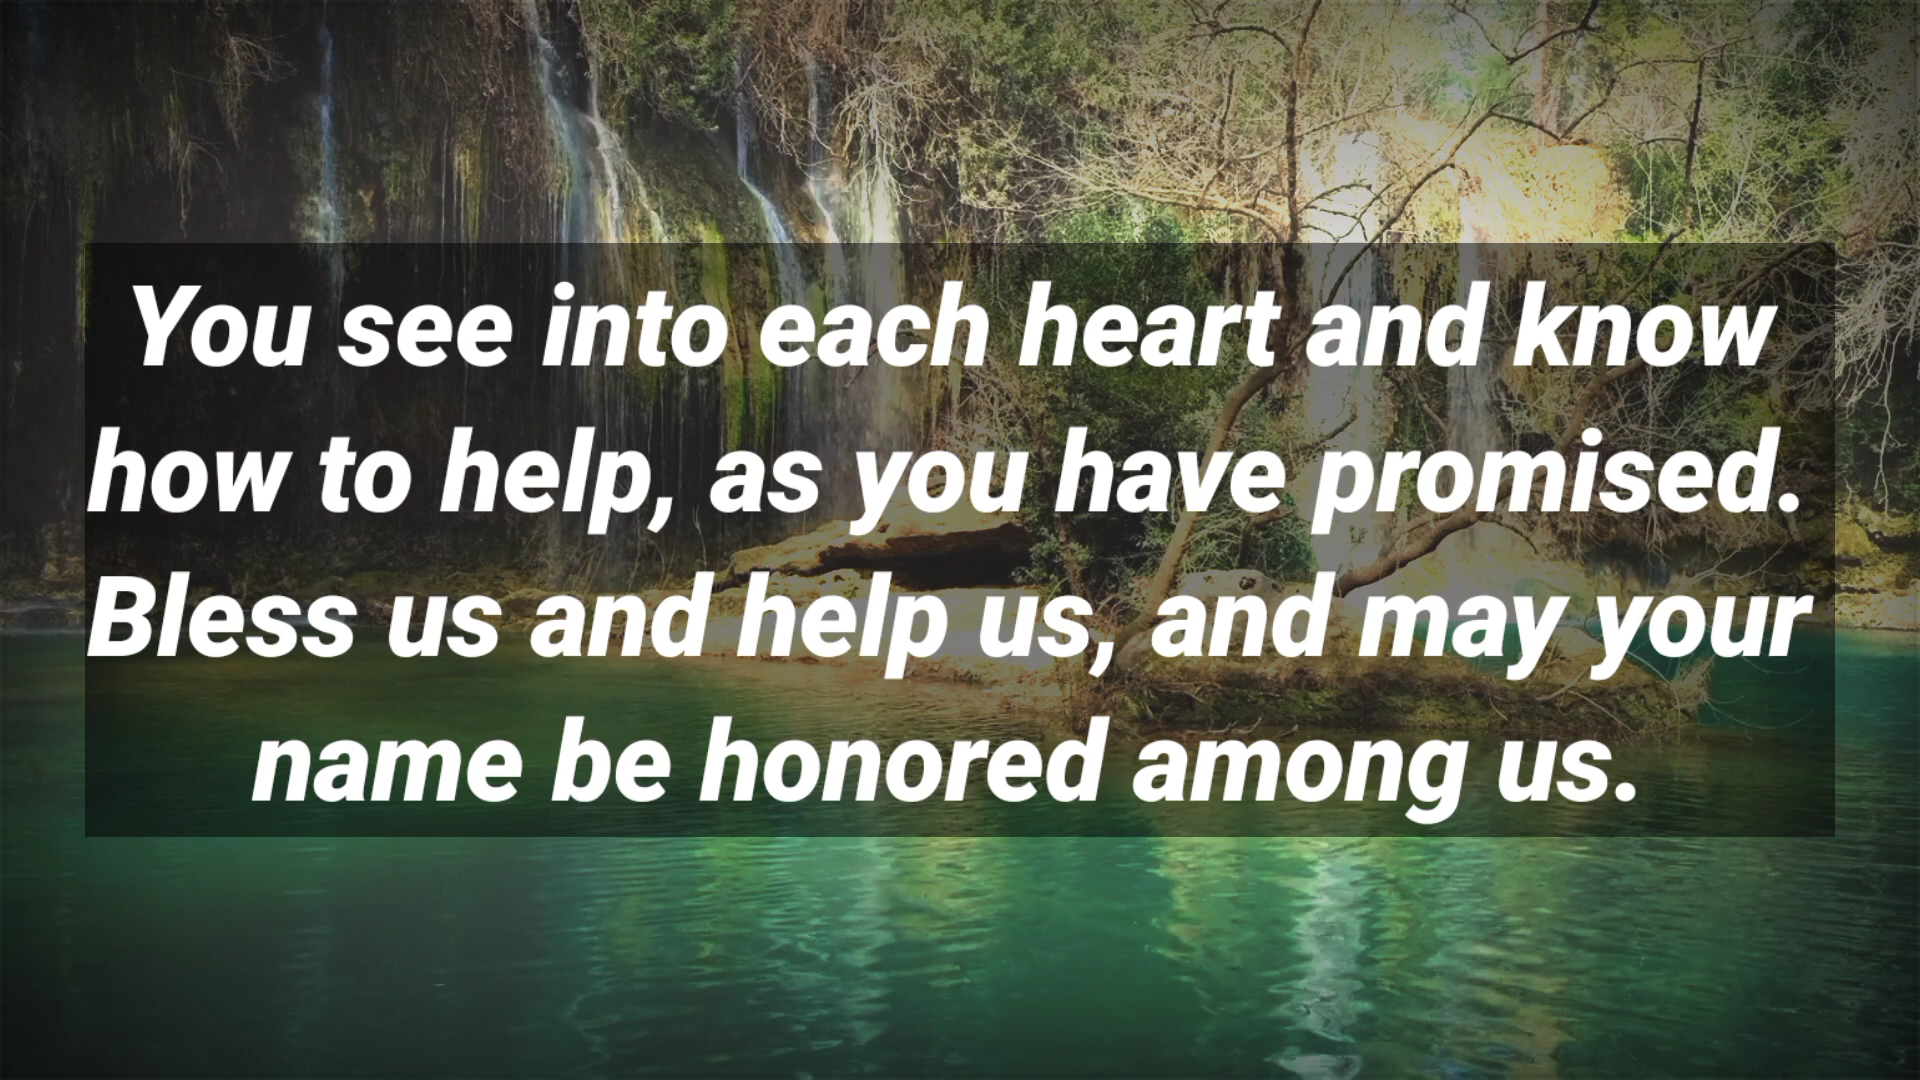 You see into each heart and know
how to help, as you have promised.
Bless us and help us, and may your
name be honored among us.